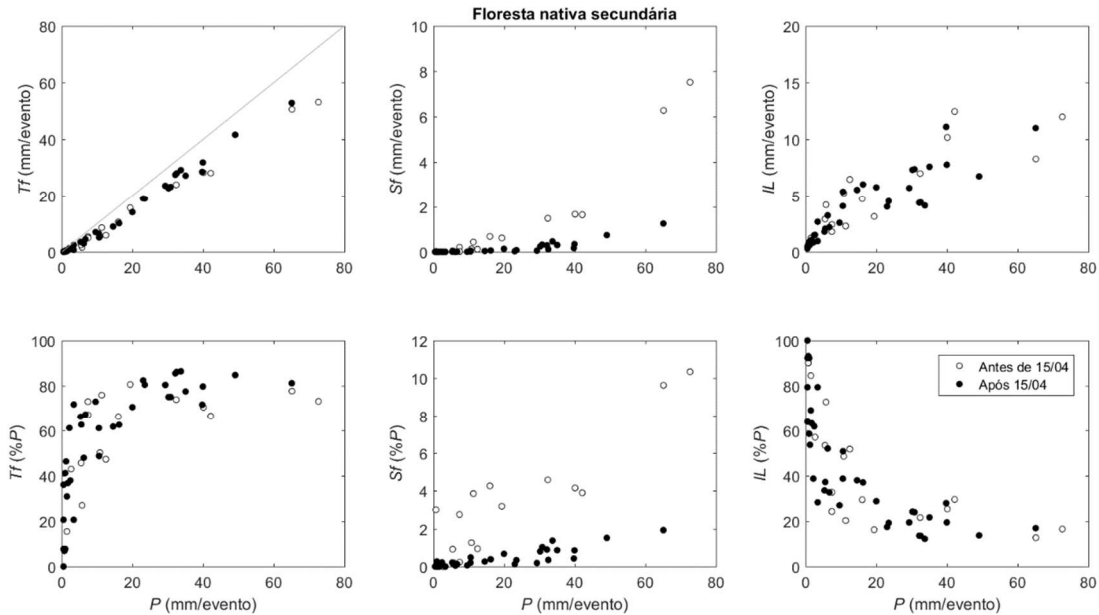 Floresta nativa secundária
80
60
40
20
0
Tf (mm/evento)
0 20 40 60 80
10
8
6
4
2
0
Sf (mm/evento)
0 20 40 60 80
20
15
10
5
0
IL (mm/evento)
0 20 40 60 80
100
80
60
40
20
0
Tf (%P)
0 20 40 60 80
P (mm/evento)
12
10
8
6
4
2
0
Sf (%P)
0 20 40 60 80
P (mm/evento)
100
80
60
40
20
0
IL (%P)
Antes de 15/04
Após 15/04
0 20 40 60 80
P (mm/evento)